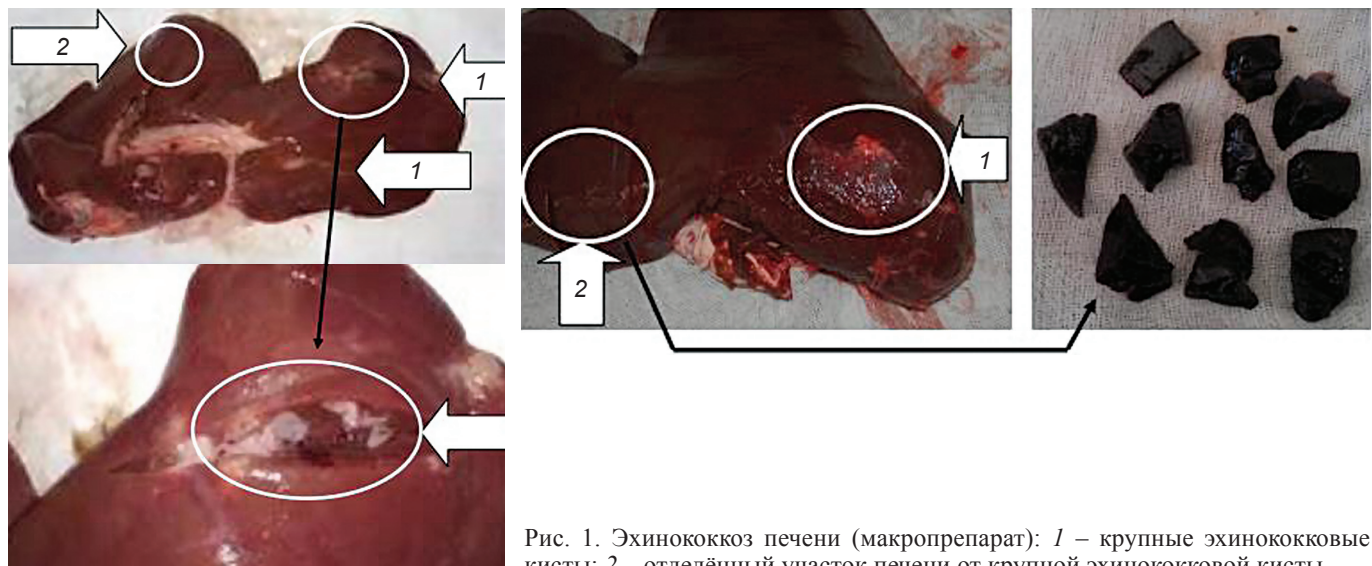 2
1
1
1
2
Рис. 1. Эхинококкоз печени (макропрепарат): 1 – крупные эхинококковые
кисты; 2 – отделённый участок печени от крупной эхинококковой кисты